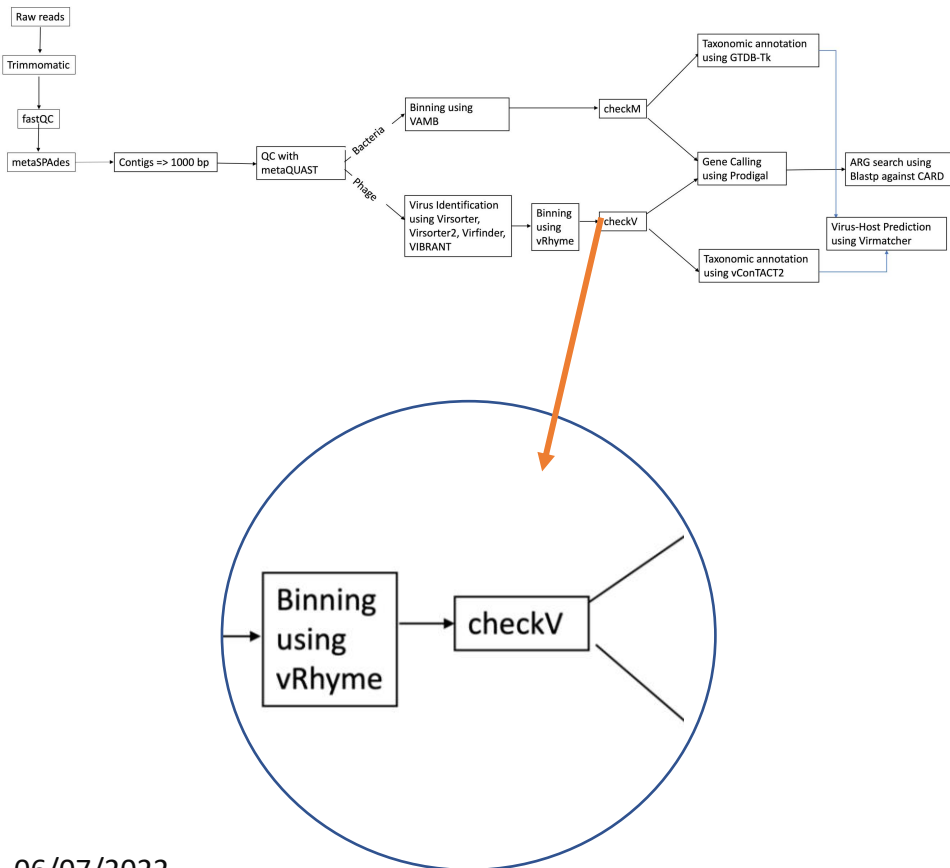 Raw reads
Trimmomatic
fastQC
metaSPAdes
Contigs => 1000 bp
QC with
metaQUAST
Bacteria
Phage
Binning using
VAMB
checkM
Taxonomic annotation
using GTDB-Tk
Gene Calling
using Prodigal
ARG search using
Blastp against CARD
Virus Identification
using Virsorter,
Virsorter2, Virfinder,
VIBRANT
Binning
using
vRhyme
checkV
Taxonomic annotation
using vConTACT2
Virus-Host Prediction
using Virmatcher
Binning
using
vRhyme
checkV